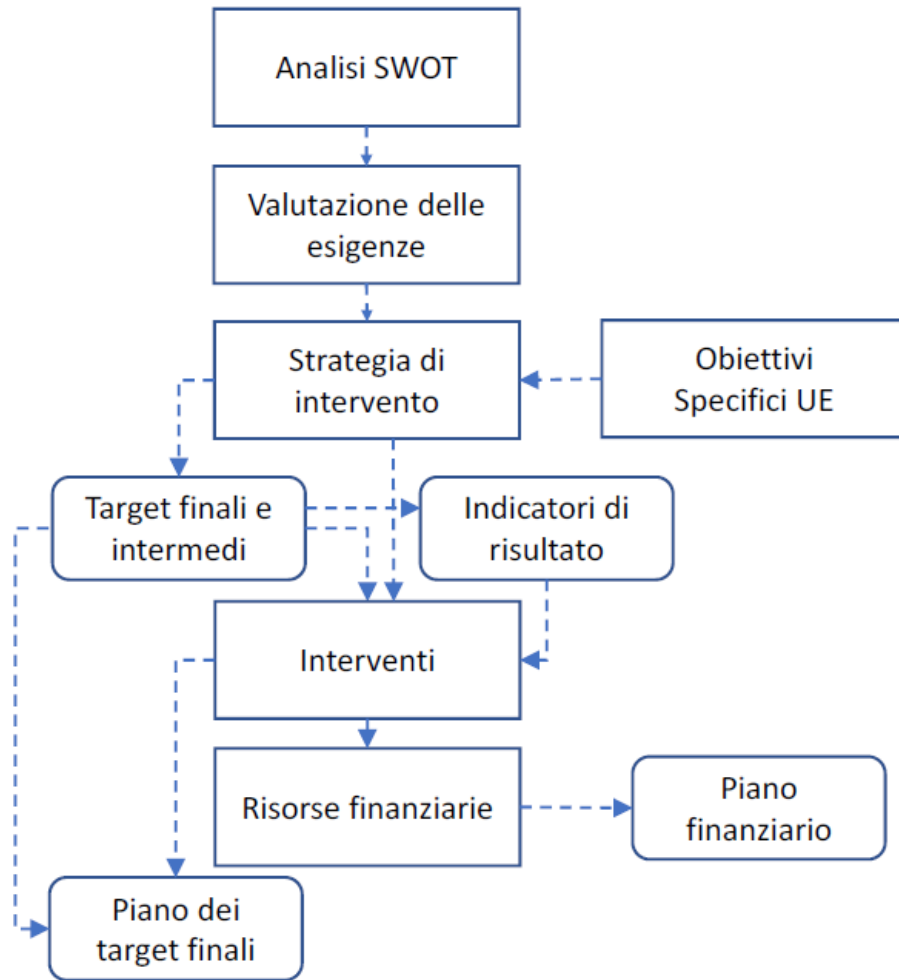 Analisi SWOT
Valutazione delle
esigenze
Strategia di
intervento
Obiettivi
Specifici UE
Target finali e
intermedi
Indicatori di
risultato
Interventi
Risorse finanziarie
Piano
finanziario
Piano dei
target finali